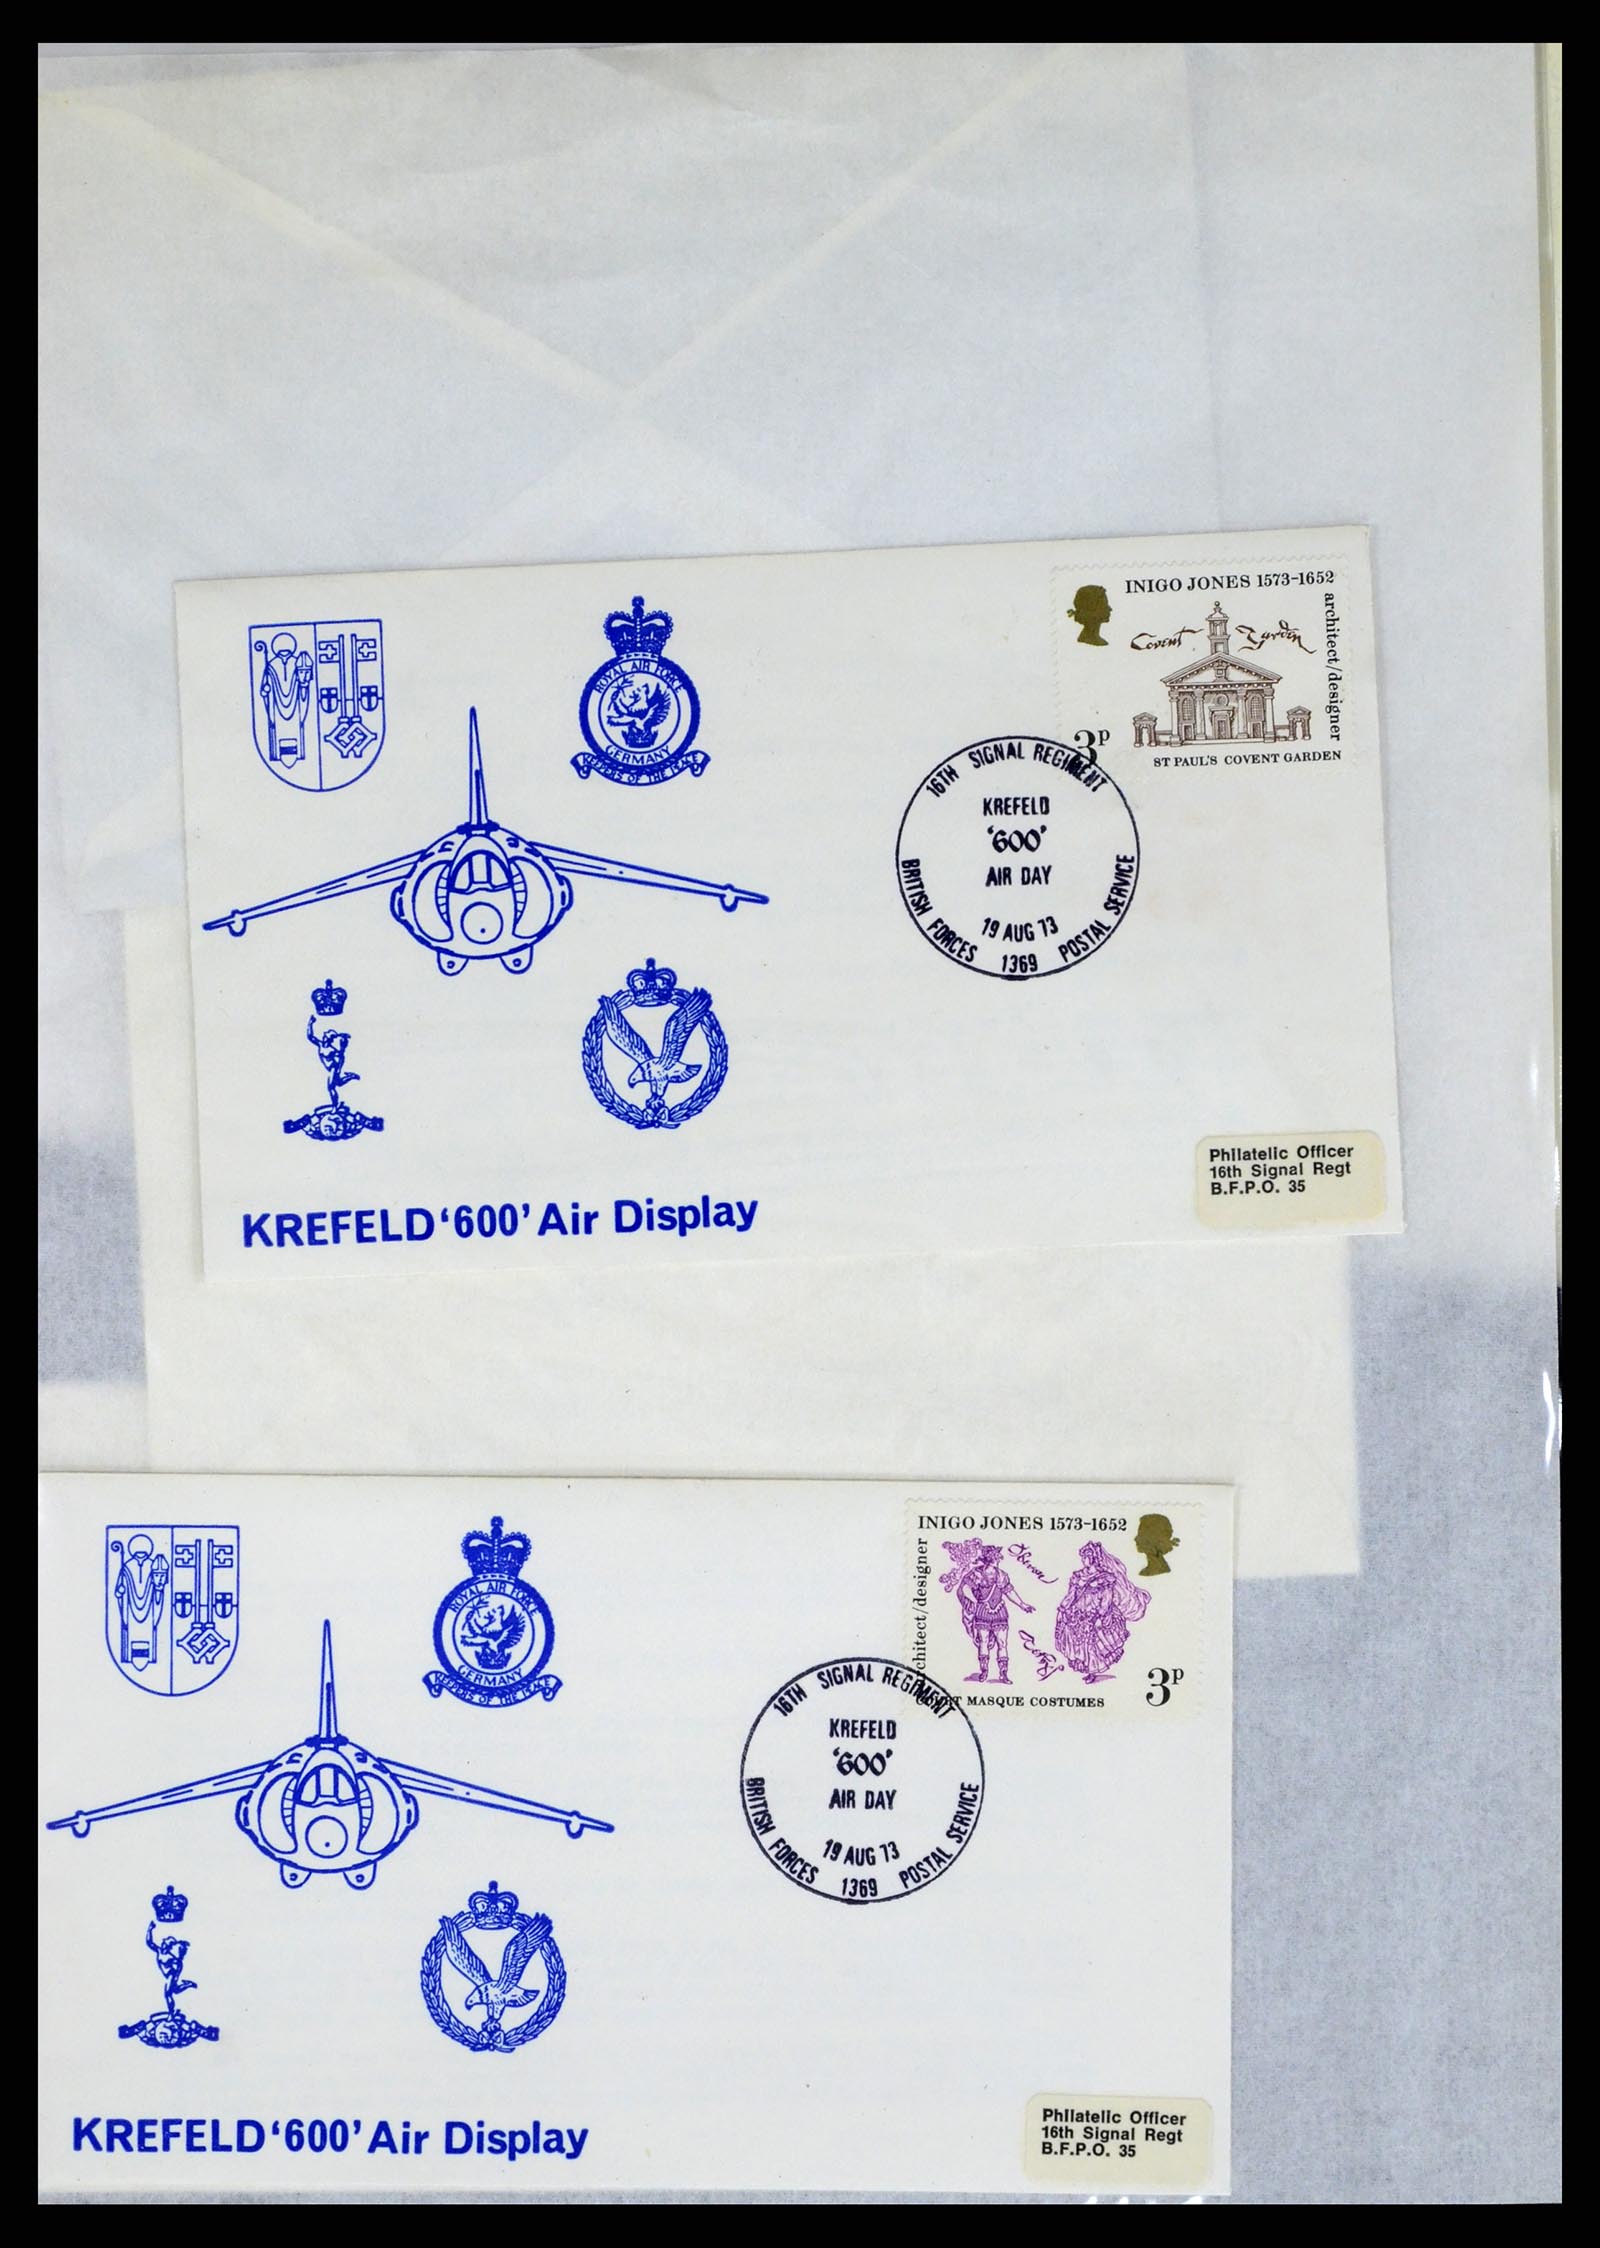 INIGO JONES 1573-1652
architect/designer
Covent Garden
3p
ST PAUL'S COVENT GARDEN
ROYAL AIR FORCE
GERMANY
KEEPERS OF THE PEACE
16TH SIGNAL REGIMENT
KREFELD
'600'
AIR DAY
19 AUG 73
BRITISH FORCES 1369 POSTAL SERVICE
Philatelic Officer
16th Signal Regt
B.F.P.O. 35
KREFELD '600' Air Display
INIGO JONES 1573-1652
architect/designer
Oberon
3p
COURT MASQUE COSTUMES
ROYAL AIR FORCE
GERMANY
KEEPERS OF THE PEACE
16TH SIGNAL REGIMENT
KREFELD
'600'
AIR DAY
19 AUG 73
BRITISH FORCES 1369 POSTAL SERVICE
Philatelic Officer
16th Signal Regt
B.F.P.O. 35
KREFELD '600' Air Display